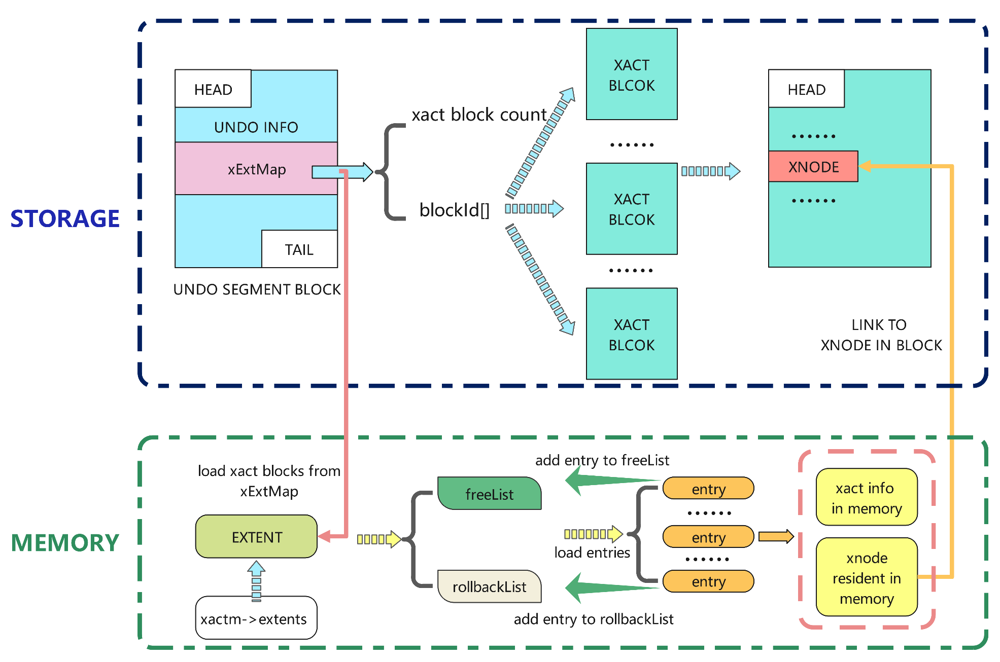 STORAGE
HEAD
UNDO INFO
xExtMap
TAIL
UNDO SEGMENT BLOCK
xact block count
blockId[]
XACT
BLCOK
......
XACT
BLCOK
......
XACT
BLCOK
HEAD
......
XNODE
......
LINK TO
XNODE IN BLOCK
MEMORY
load xact blocks from
xExtMap
EXTENT
xactm->extents
freeList
rollbackList
add entry to freeList
load entries
add entry to rollbackList
entry
......
entry
......
entry
xact info
in memory
xnode
resident in
memory